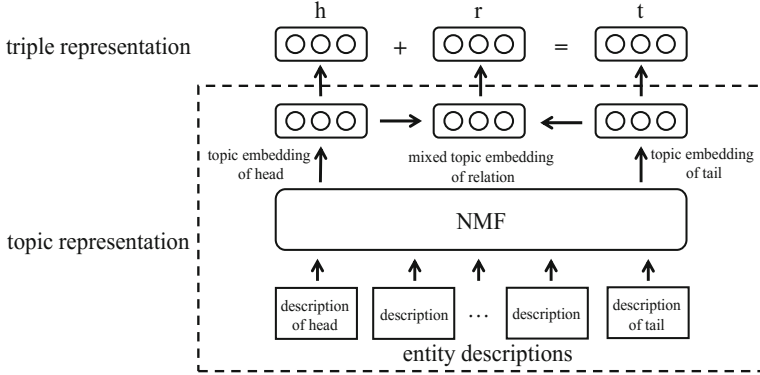 h r t
triple representation + =
topic embedding of head
mixed topic embedding of relation
topic embedding of tail
NMF
topic representation
description of head
description
...
description
description of tail
entity descriptions